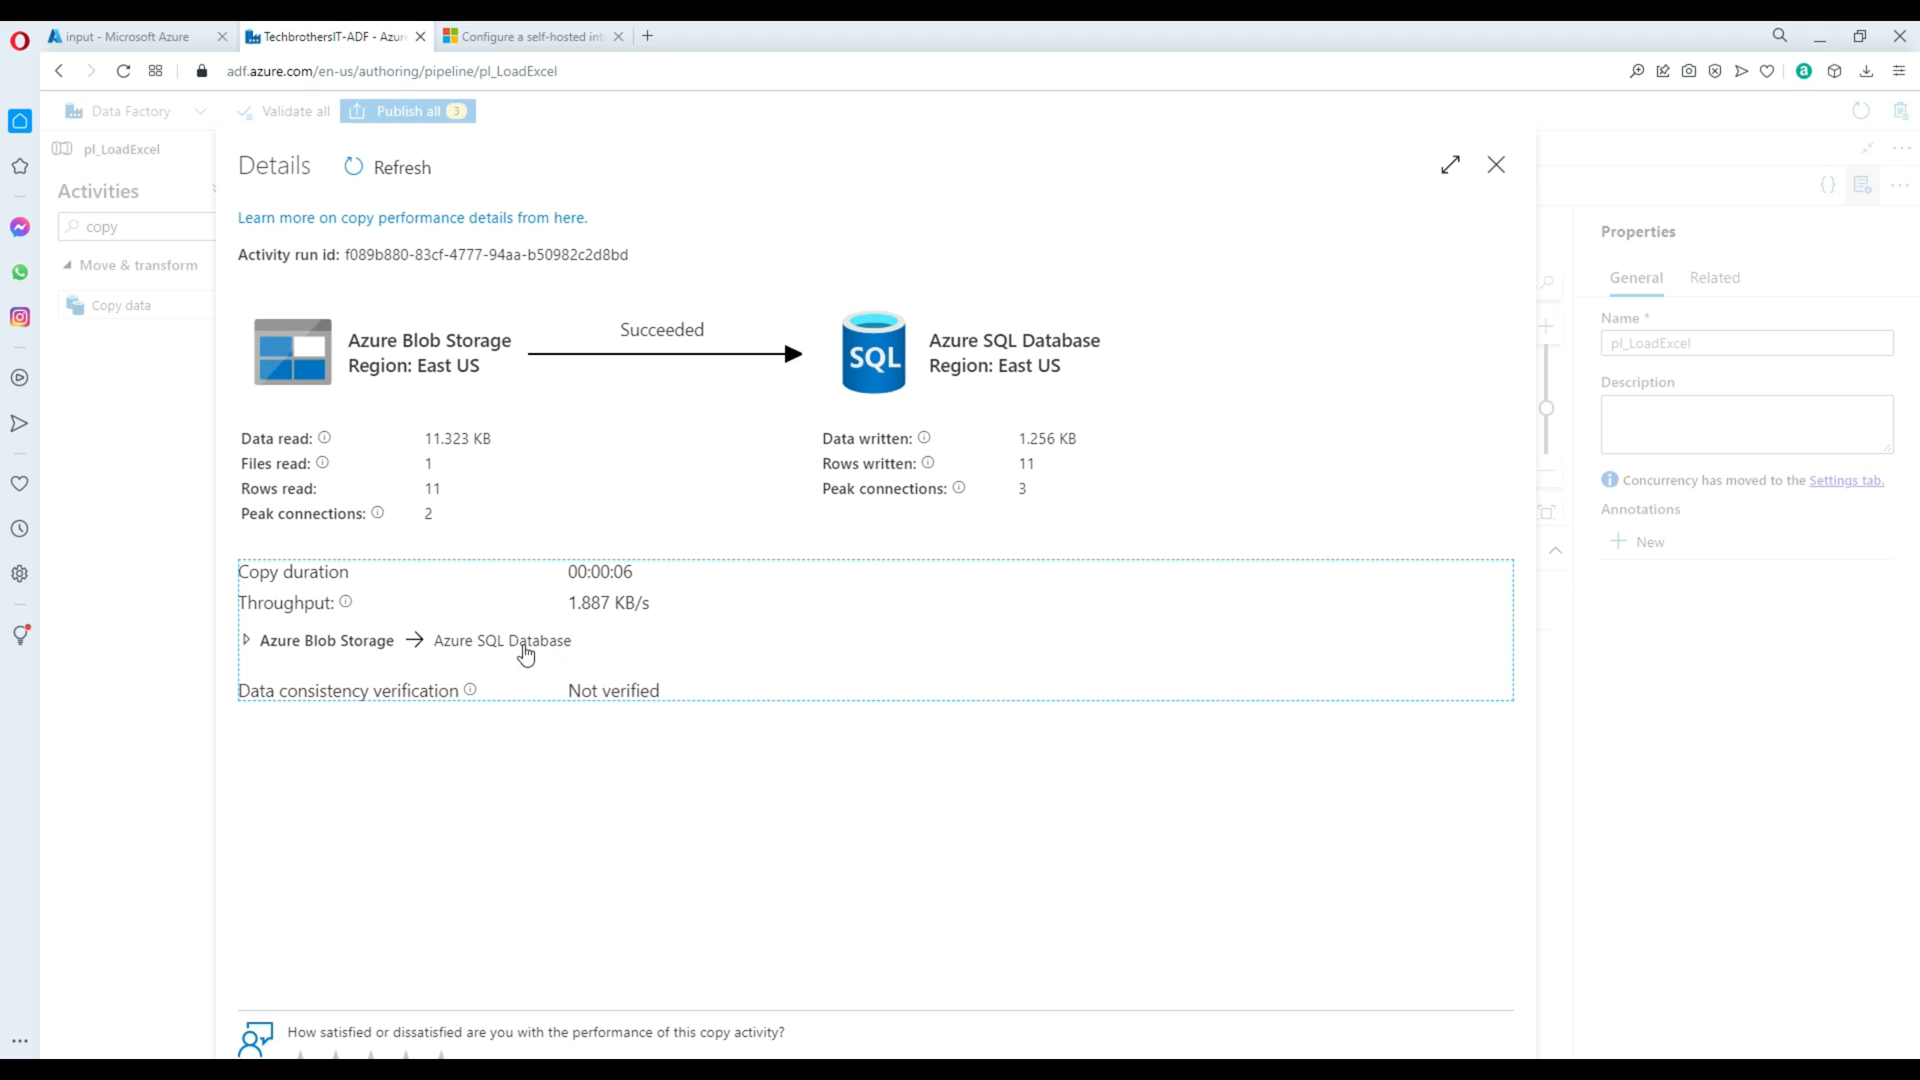 input - Microsoft Azure
TechbrothersIT-ADF - Azur
Configure a self-hosted int
adf.azure.com/en-us/authoring/pipeline/pl_LoadExcel
Data Factory
Validate all
Publish all 3
pl_LoadExcel
Activities
copy
Move & transform
Copy data
Details
Refresh
Learn more on copy performance details from here.
Activity run id: f089b880-83cf-4777-94aa-b50982c2d8bd
Azure Blob Storage
Region: East US
Succeeded
SQL
Azure SQL Database
Region: East US
Data read: 11.323 KB
Files read: 1
Rows read: 11
Peak connections: 2
Data written: 1.256 KB
Rows written: 11
Peak connections: 3
Copy duration 00:00:06
Throughput: 1.887 KB/s
Azure Blob Storage → Azure SQL Database
Data consistency verification Not verified
How satisfied or dissatisfied are you with the performance of this copy activity?
Properties
General Related
Name *
pl_LoadExcel
Description
Concurrency has moved to the Settings tab.
Annotations
New